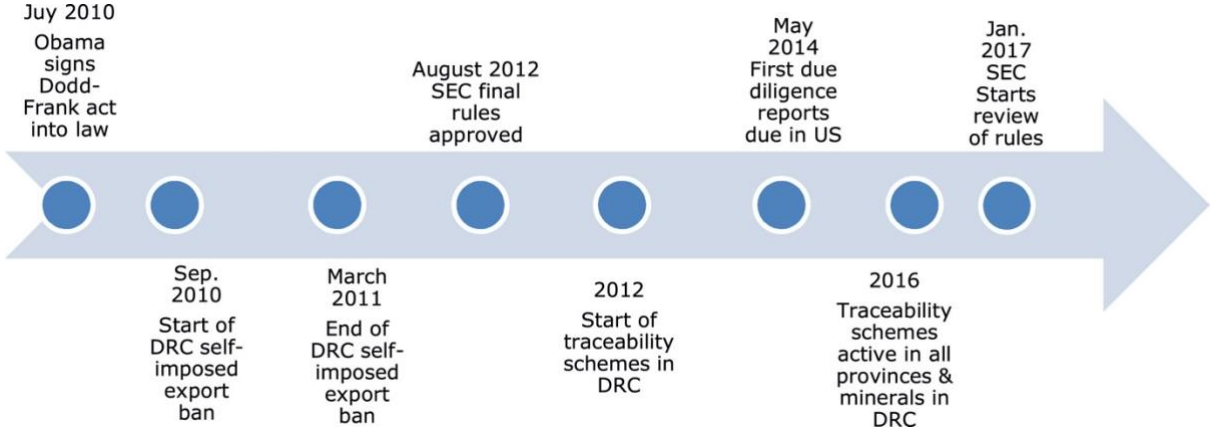 Juy 2010
Obama
signs
Dodd-
Frank act
into law
August 2012
SEC final
rules
approved
May
2014
First due
diligence
reports
due in US
Jan.
2017
SEC
Starts
review
of rules
Sep.
2010
Start of
DRC self-
imposed
export
ban
March
2011
End of
DRC self-
imposed
export
ban
2012
Start of
traceability
schemes in
DRC
2016
Traceability
schemes
active in all
provinces &
minerals in
DRC